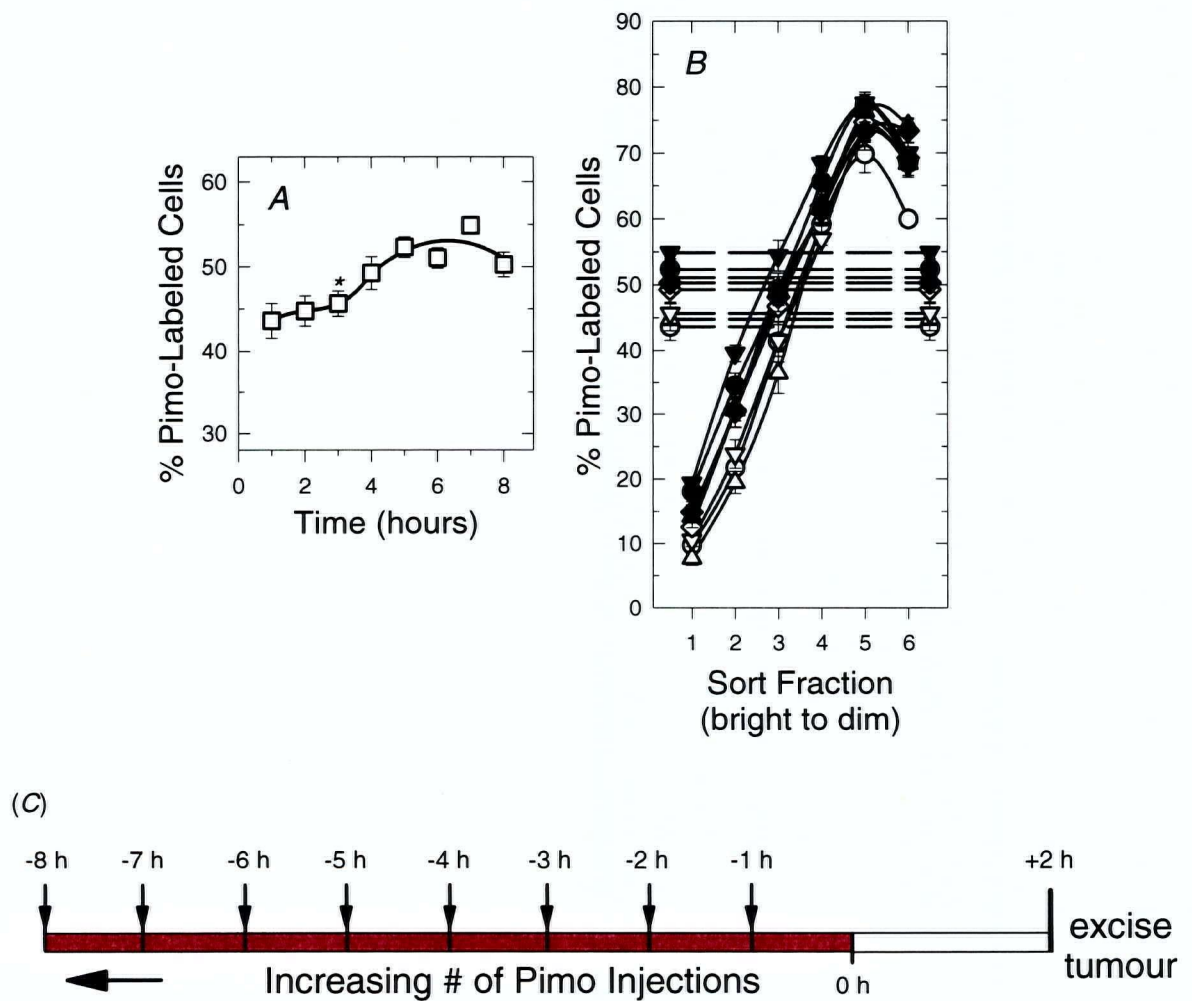 A
% Pimo-Labeled Cells
60
50
40
30
*
0 2 4 6 8
Time (hours)
B
% Pimo-Labeled Cells
90
80
70
60
50
40
30
20
10
0
1 2 3 4 5 6
Sort Fraction
(bright to dim)
(C)
-8 h -7 h -6 h -5 h -4 h -3 h -2 h -1 h +2 h
excise
tumour
Increasing # of Pimo Injections
0 h